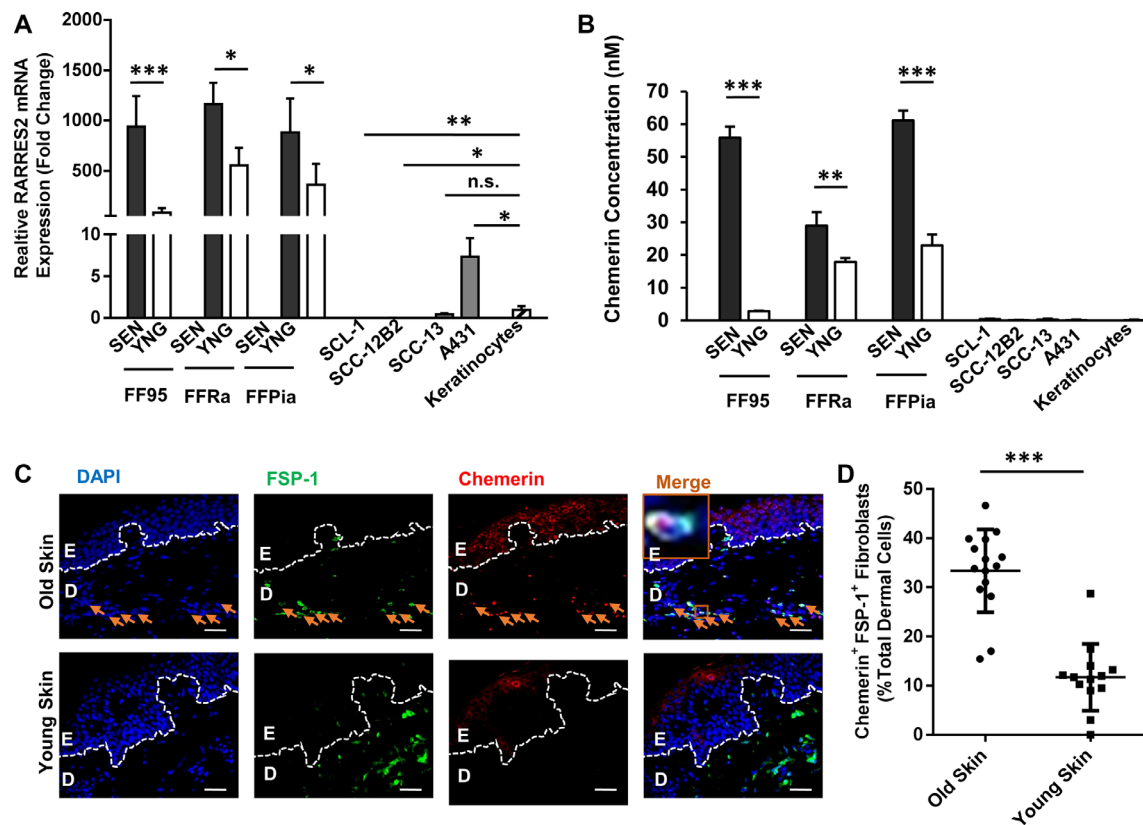 A
Realtive RARRES2 mRNA
Expression (Fold Change)
2000
1500
1000
500
10
5
0
***
*
*
**
*
n.s.
*
SEN
YNG
SEN
YNG
SEN
YNG
SCL-1
SCC-12B2
SCC-13
A431
Keratinocytes
FF95
FFRa
FFPia
B
Chemerin Concentration (nM)
70
60
50
40
30
20
10
0
***
**
***
SEN
YNG
SEN
YNG
SEN
YNG
SCL-1
SCC-12B2
SCC-13
A431
Keratinocytes
FF95
FFRa
FFPia
C
DAPI
FSP-1
Chemerin
Merge
Old Skin
E
D
E
D
E
D
E
D
Young Skin
E
D
E
D
E
D
E
D
D
Chemerin+ FSP-1+ Fibroblasts
(%Total Dermal Cells)
50
40
30
20
10
0
***
Old Skin
Young Skin